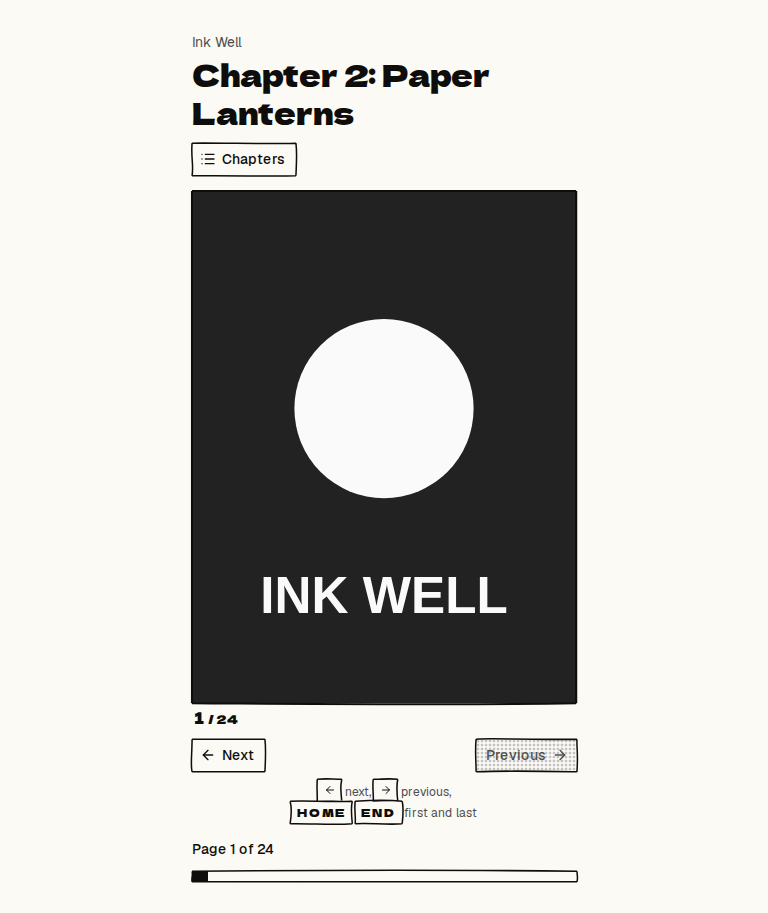 Ink Well
Chapter 2: Paper
Lanterns
Chapters
INK WELL
1 / 24
← Next
Previous →
← next, → previous,
HOME END first and last
Page 1 of 24